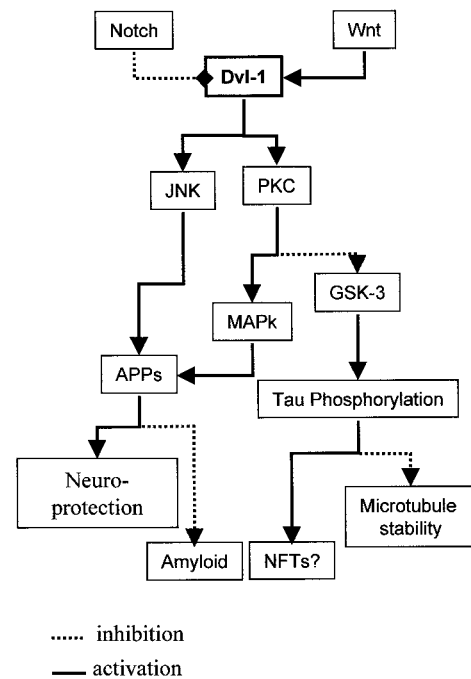 Notch
Wnt
Dvl-1
JNK
PKC
GSK-3
MAPk
APPs
Tau Phosphorylation
Neuro-
protection
Microtubule
stability
Amyloid
NFTs?
inhibition
activation